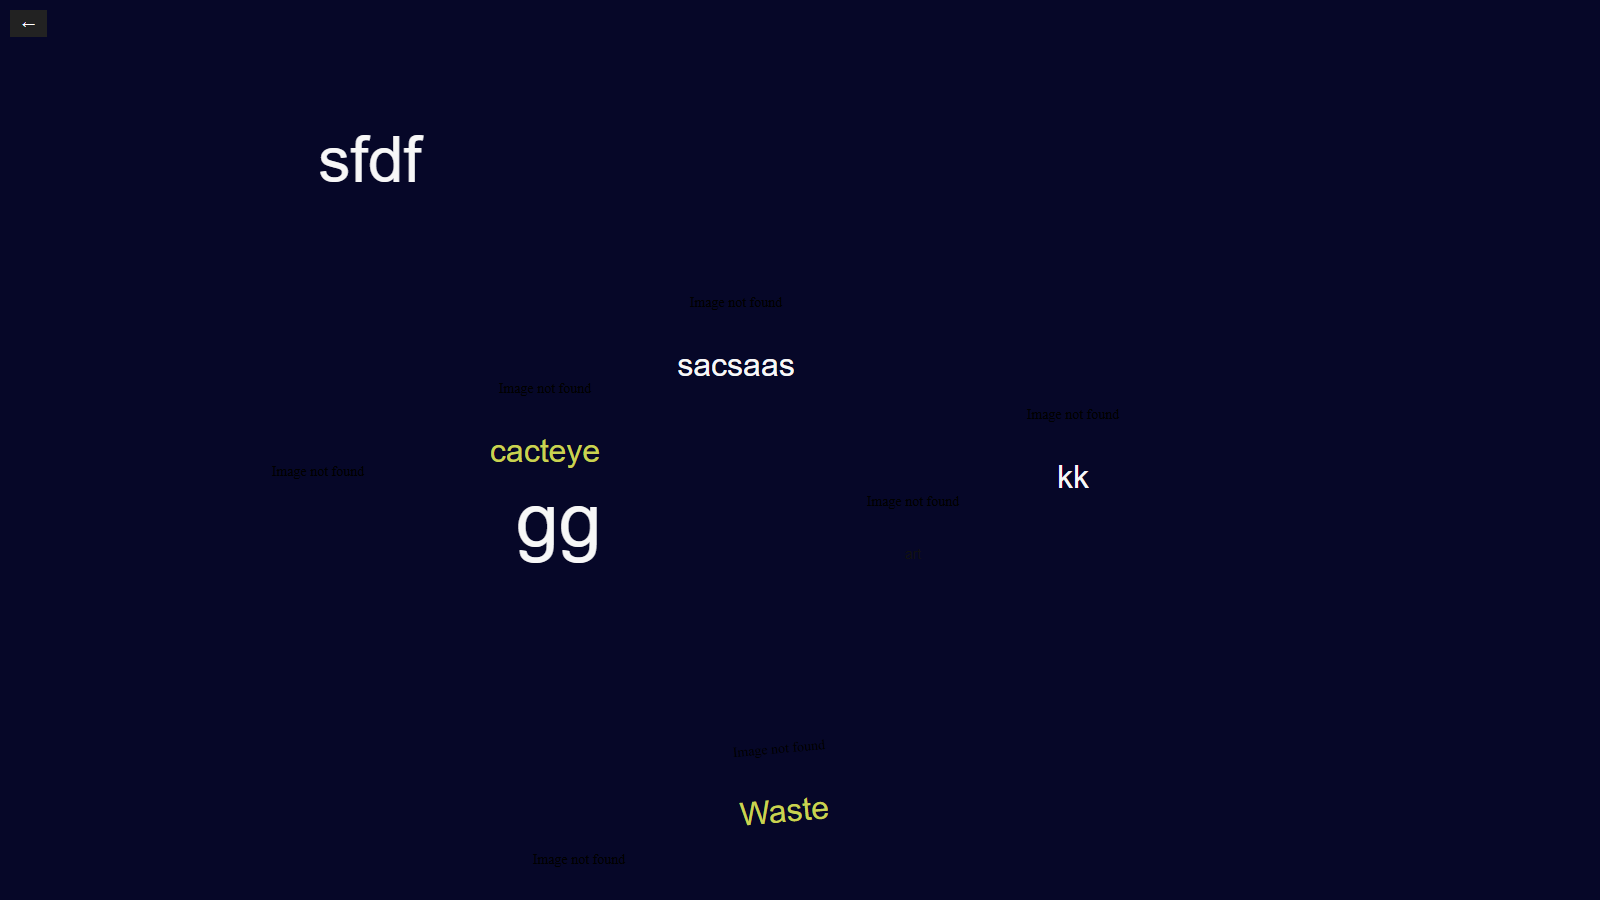 ←
sfdf
Image not found
sacsaas
Image not found
cacteye
Image not found
kk
Image not found
gg
Image not found
art
Image not found
Waste
Image not found